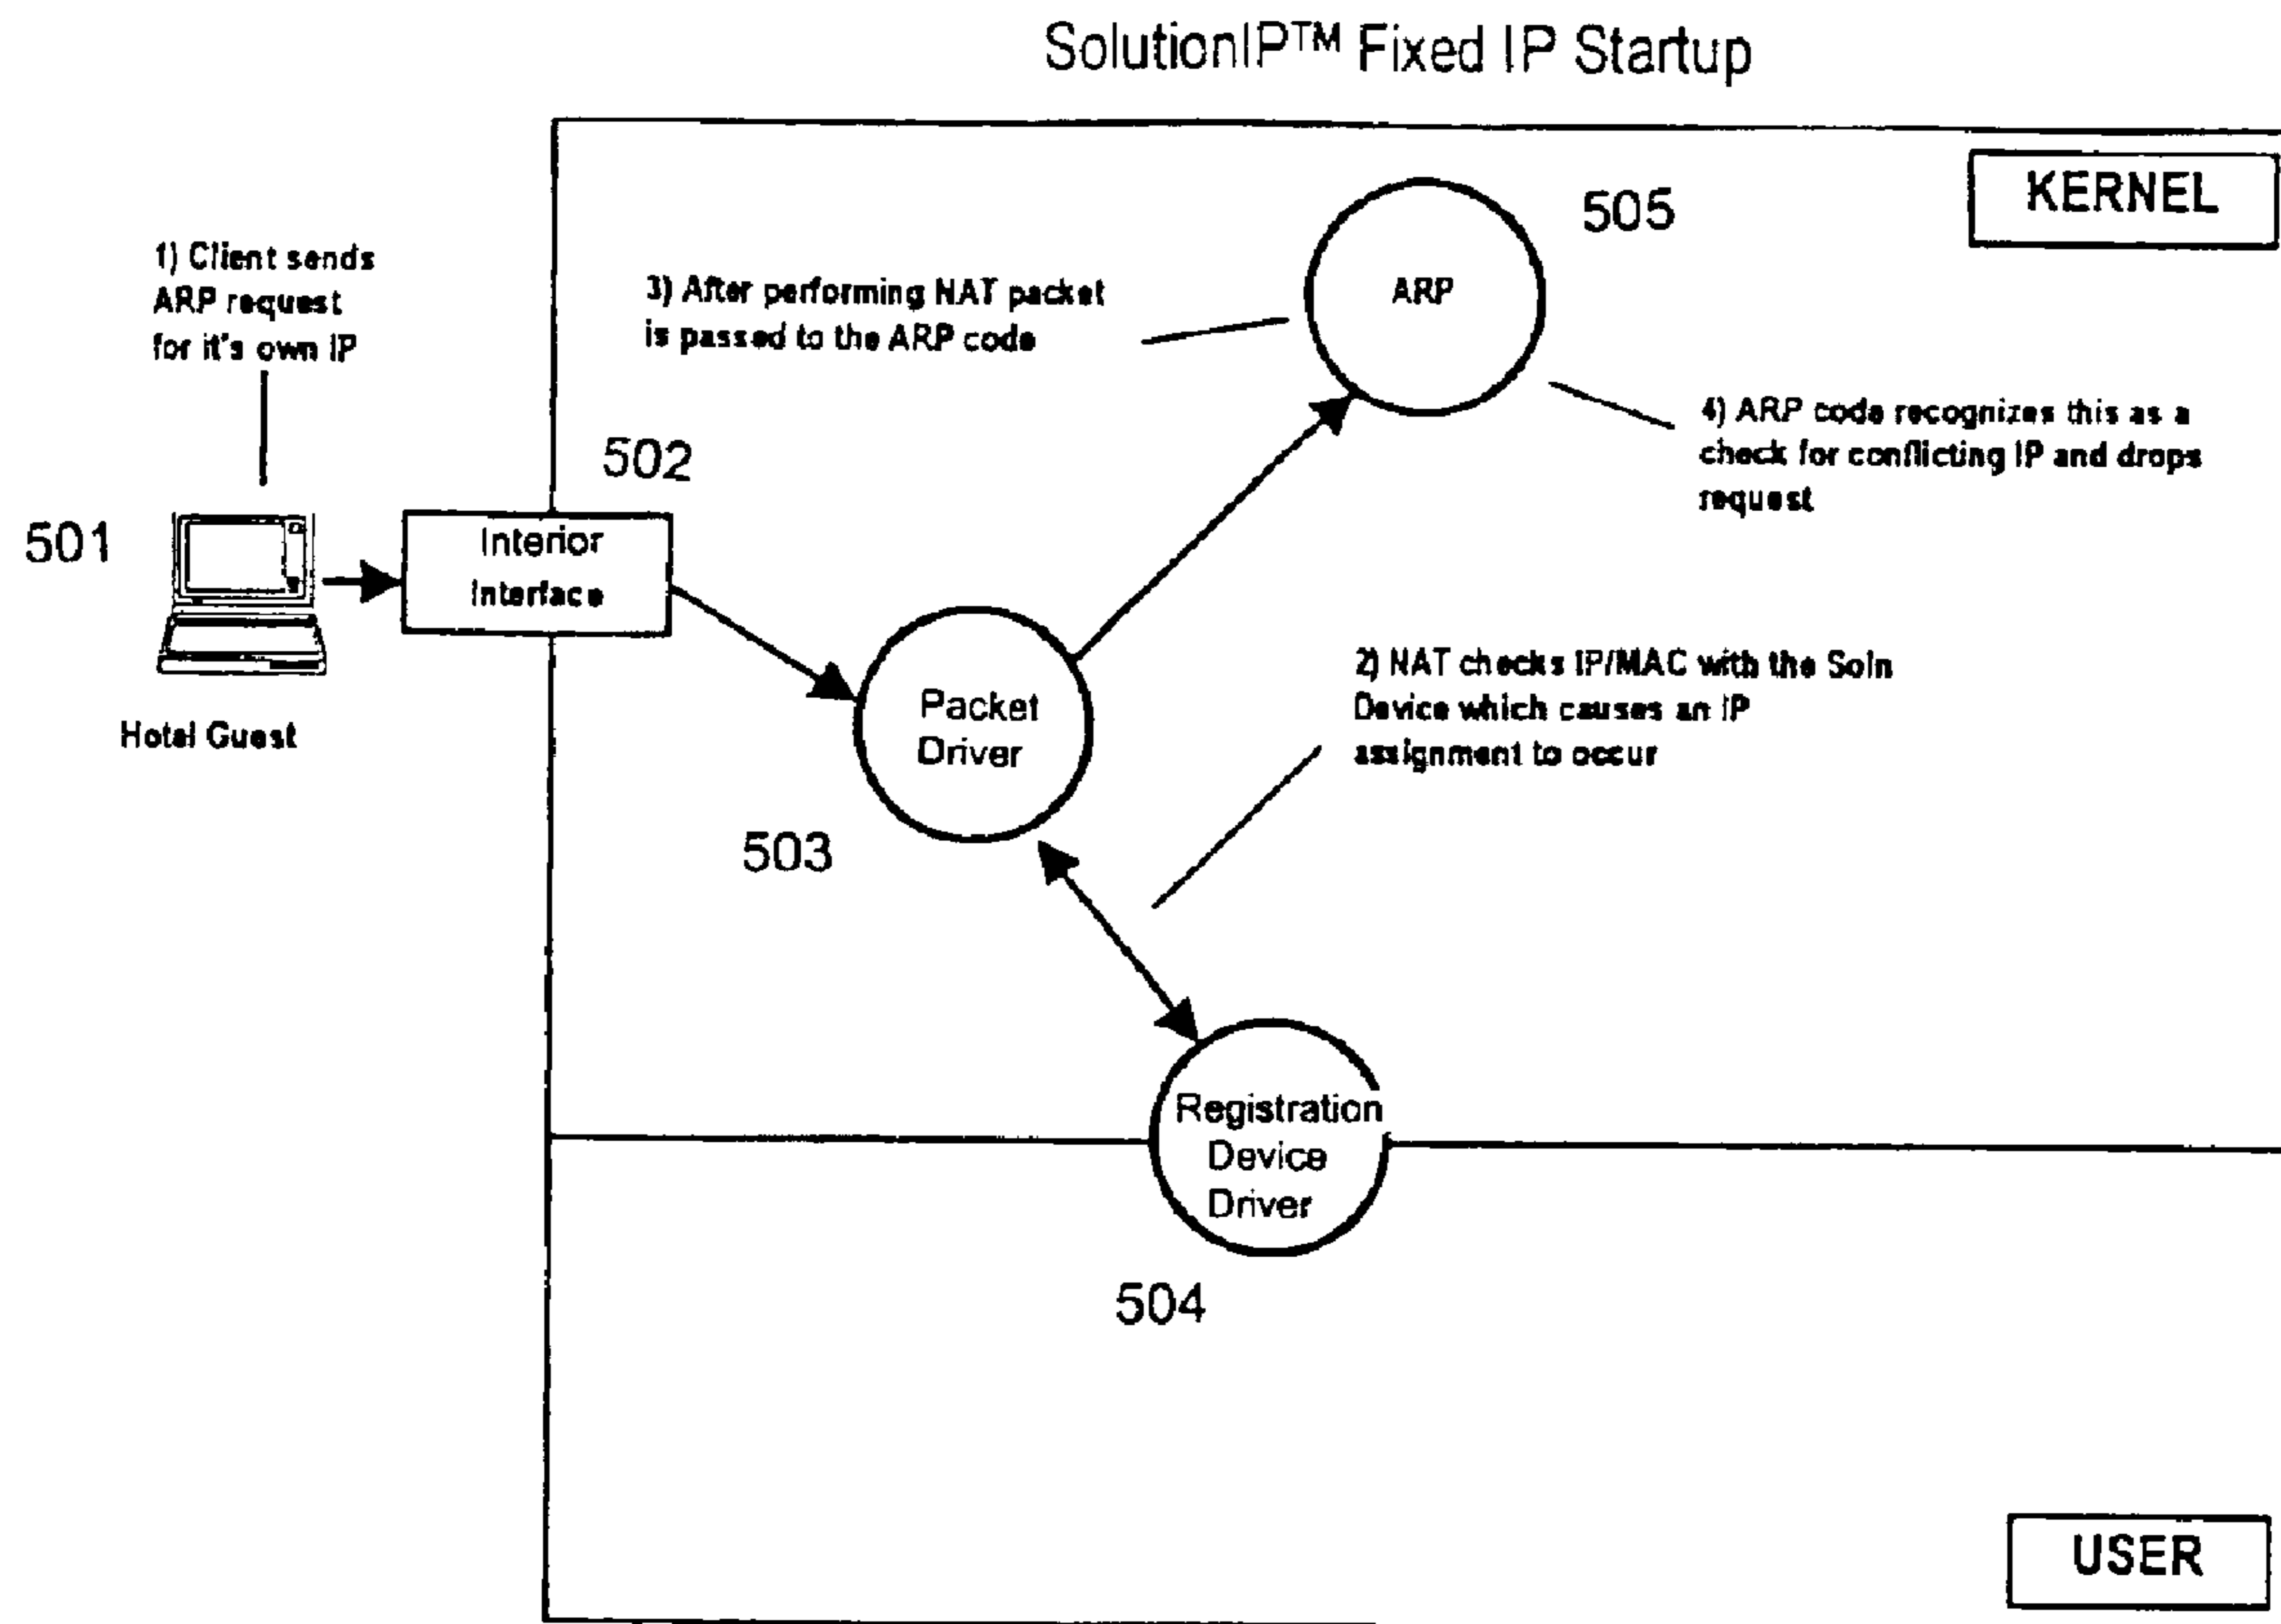 SolutionIP™ Fixed IP Startup
KERNEL
505
1) Client sends
ARP request
for it's own IP
3) After performing NAT packet
is passed to the ARP code
ARP
4) ARP code recognizes this as a
check for conflicting IP and drops
request
502
501
Interior
Interface
Hotel Guest
Packet
Driver
2) NAT checks IP/MAC with the Soln
Device which causes an IP
assignment to occur
503
Registration
Device
Driver
504
USER